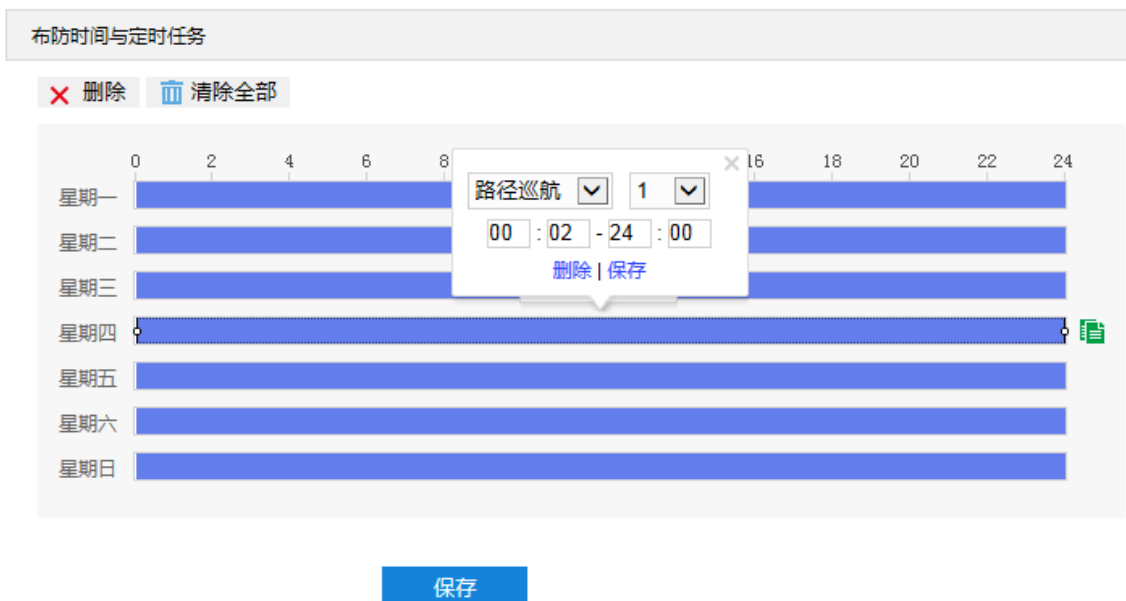 布防时间与定时任务
删除 清除全部
0 2 4 6 8 16 18 20 22 24
路径巡航 1
星期一
00 : 02 - 24 : 00
星期二
删除 | 保存
星期三
星期四
星期五
星期六
星期日
保存